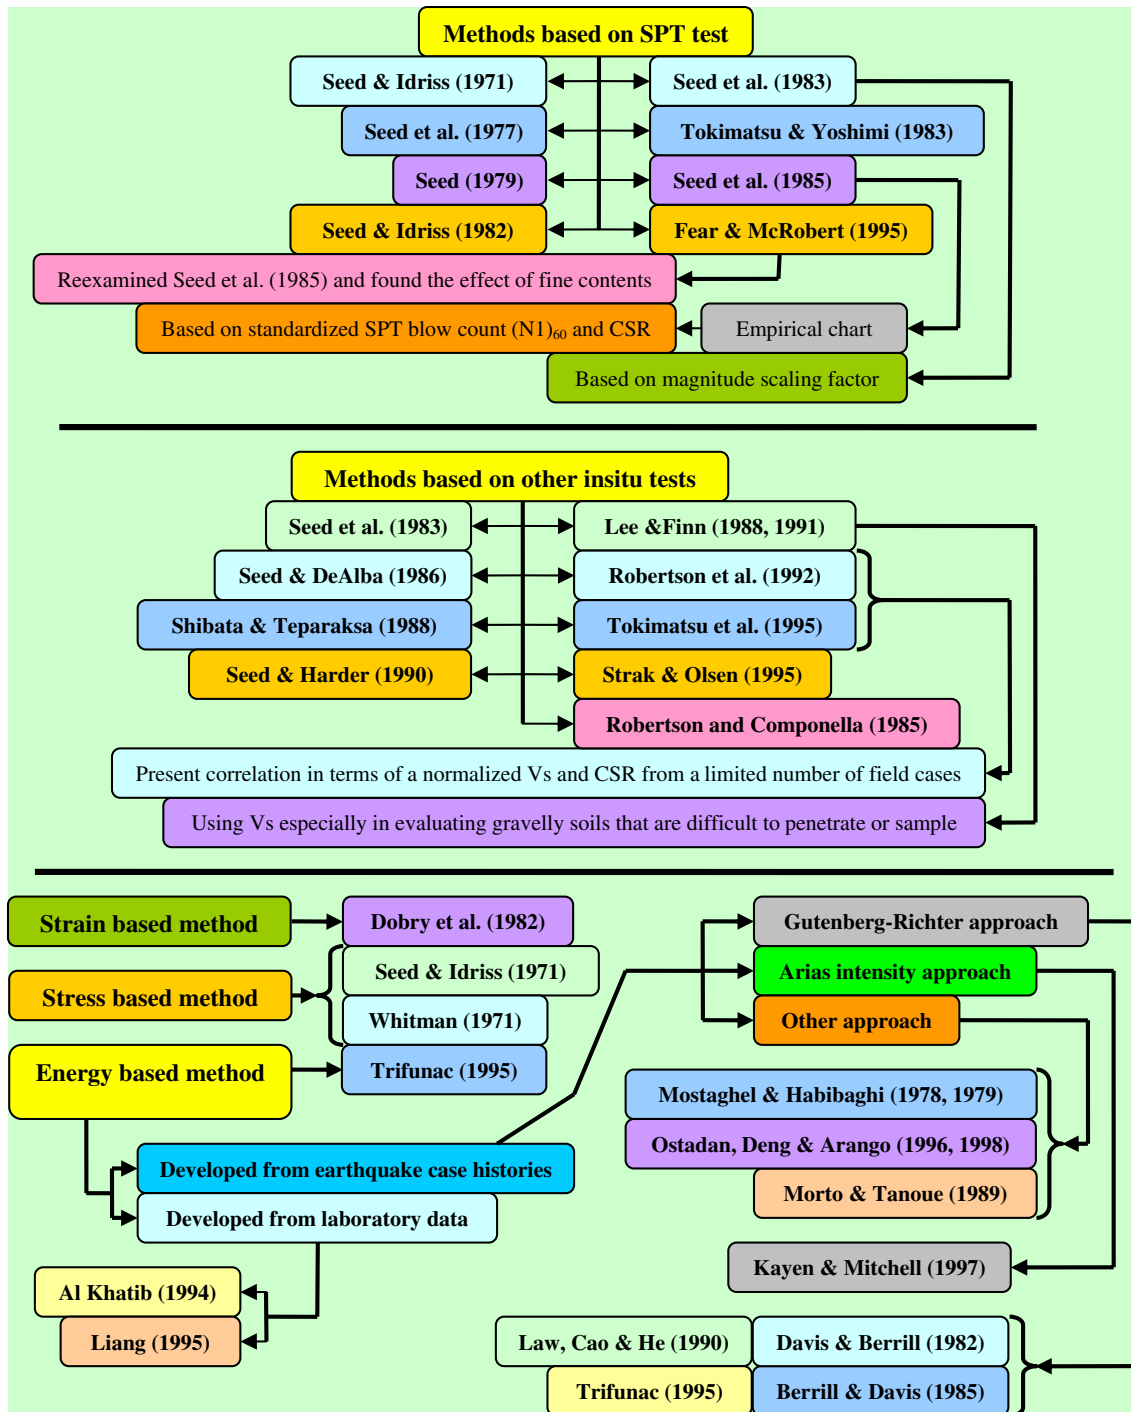 Methods based on SPT test
Seed & Idriss (1971)
Seed et al. (1983)
Seed et al. (1977)
Tokimatsu & Yoshimi (1983)
Seed (1979)
Seed et al. (1985)
Seed & Idriss (1982)
Fear & McRobert (1995)
Reexamined Seed et al. (1985) and found the effect of fine contents
Based on standardized SPT blow count (N1)60 and CSR
Empirical chart
Based on magnitude scaling factor
Methods based on other insitu tests
Seed et al. (1983)
Lee &Finn (1988, 1991)
Seed & DeAlba (1986)
Robertson et al. (1992)
Shibata & Teparaksa (1988)
Tokimatsu et al. (1995)
Seed & Harder (1990)
Strak & Olsen (1995)
Robertson and Componella (1985)
Present correlation in terms of a normalized Vs and CSR from a limited number of field cases
Using Vs especially in evaluating gravelly soils that are difficult to penetrate or sample
Strain based method
Dobry et al. (1982)
Gutenberg-Richter approach
Seed & Idriss (1971)
Arias intensity approach
Stress based method
Whitman (1971)
Other approach
Energy based method
Trifunac (1995)
Mostaghel & Habibaghi (1978, 1979)
Ostadan, Deng & Arango (1996, 1998)
Developed from earthquake case histories
Morto & Tanoue (1989)
Developed from laboratory data
Kayen & Mitchell (1997)
Al Khatib (1994)
Liang (1995)
Law, Cao & He (1990)
Davis & Berrill (1982)
Trifunac (1995)
Berrill & Davis (1985)